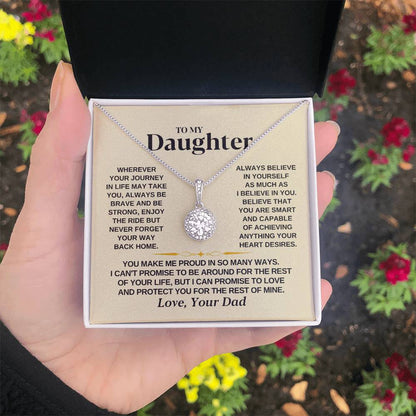 TO MY
Daughter
WHEREVER
YOUR JOURNEY
IN LIFE MAY TAKE
YOU, ALWAYS BE
BRAVE AND BE
STRONG, ENJOY
THE RIDE BUT
NEVER FORGET
YOUR WAY
BACK HOME.
ALWAYS BELIEVE
IN YOURSELF
AS MUCH AS
I BELIEVE IN YOU.
BELIEVE THAT
YOU ARE SMART
AND CAPABLE
OF ACHIEVING
ANYTHING YOUR
HEART DESIRES.
YOU MAKE ME PROUD IN SO MANY WAYS.
I CAN'T PROMISE TO BE AROUND FOR THE REST
OF YOUR LIFE, BUT I CAN PROMISE TO LOVE
AND PROTECT YOU FOR THE REST OF MINE.
Love, Your Dad